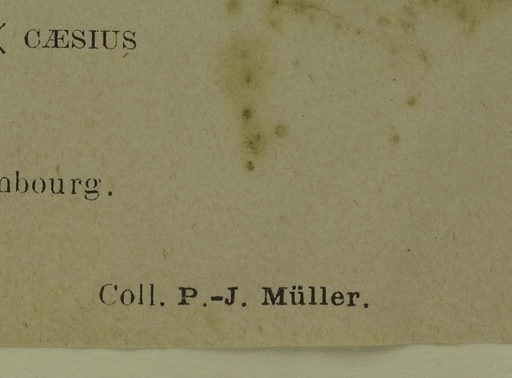 × CÆSIUS
nbourg.
Coll. P.-J. Müller.